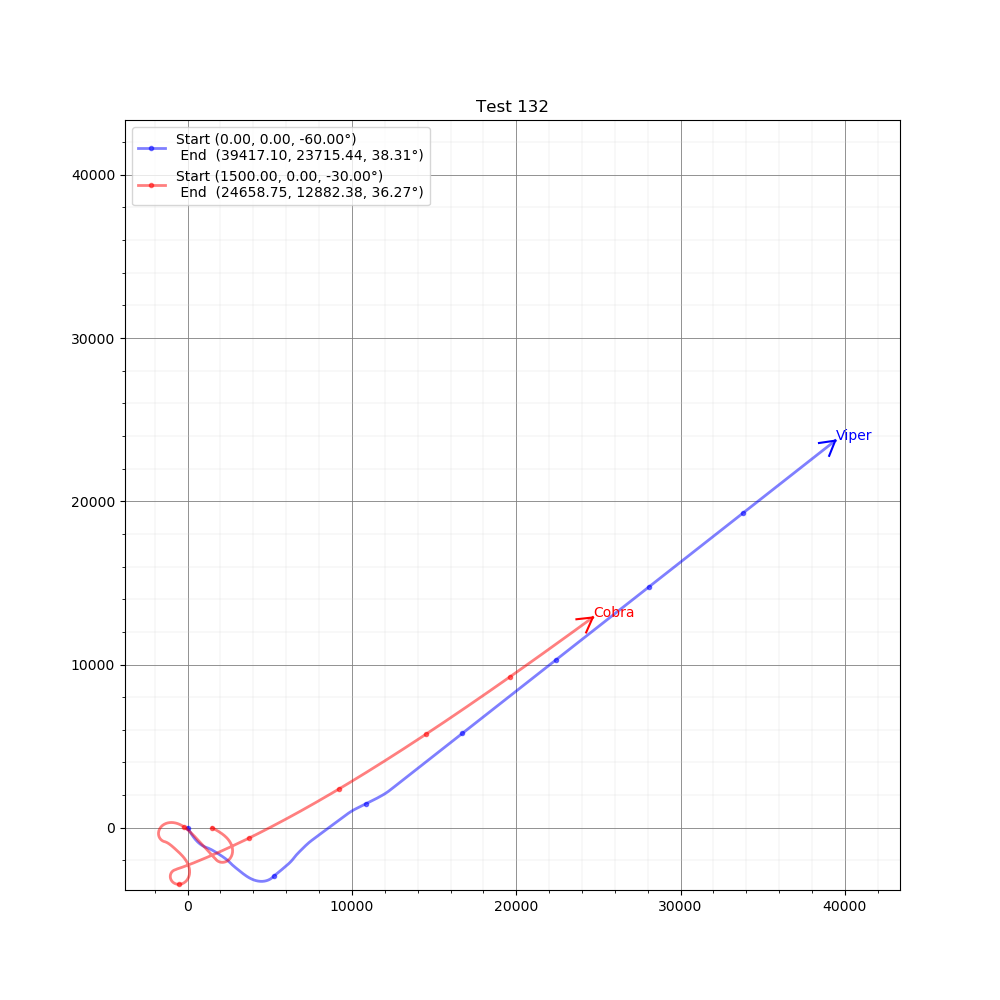 Test 132
Start (0.00, 0.00, -60.00°)
End (39417.10, 23715.44, 38.31°)
Start (1500.00, 0.00, -30.00°)
End (24658.75, 12882.38, 36.27°)
40000
30000
20000
10000
0
Viper
Cobra
0
10000
20000
30000
40000